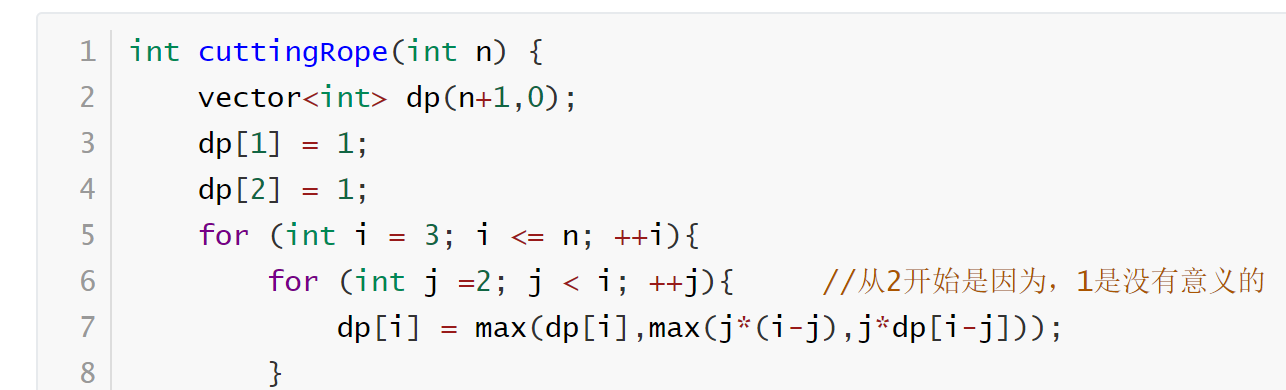 1 int cuttingRope(int n) {
2     vector<int> dp(n+1,0);
3     dp[1] = 1;
4     dp[2] = 1;
5     for (int i = 3; i <= n; ++i){
6         for (int j =2; j < i; ++j){     //从2开始是因为，1是没有意义的
7             dp[i] = max(dp[i],max(j*(i-j),j*dp[i-j]));
8         }